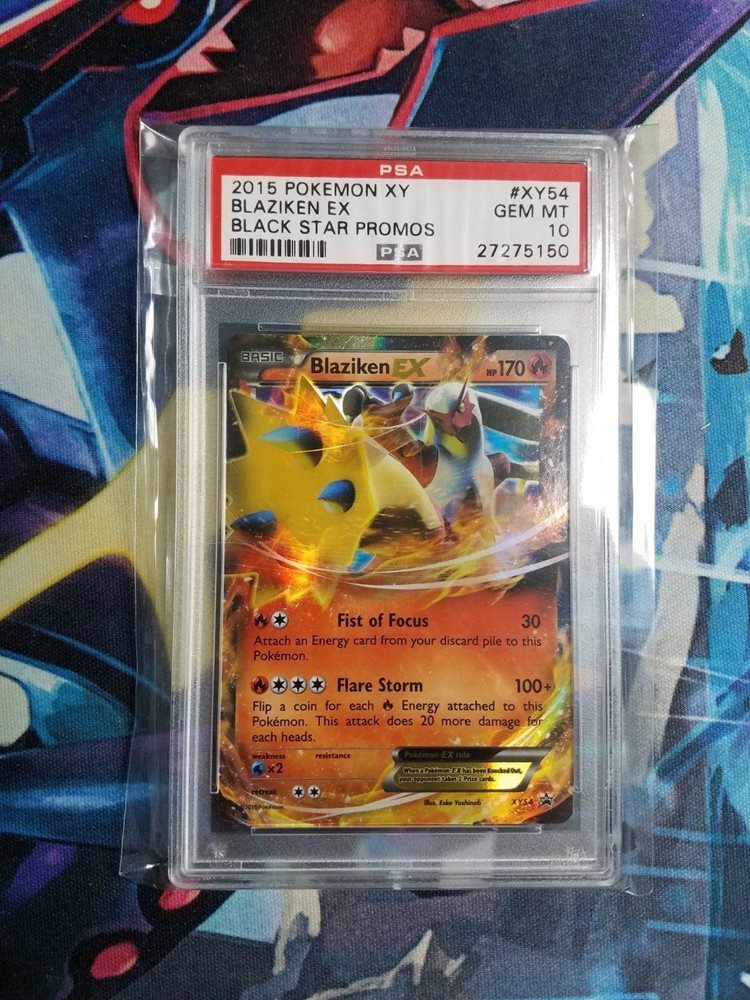 PSA
2015 POKEMON XY #XY54
BLAZIKEN EX GEM MT
BLACK STAR PROMOS 10
PSA 27275150
BASIC Blaziken EX HP 170
Fist of Focus 30
Attach an Energy card from your discard pile to this
Pokémon.
Flare Storm 100+
Flip a coin for each Energy attached to this
Pokémon. This attack does 20 more damage for
each heads.
weakness resistance
×2
Pokémon-EX rule
When a Pokémon-EX has been Knocked Out,
your opponent takes 2 Prize cards.
retreat
©2015 Pokémon Illus. Eske Yoshinob XY54